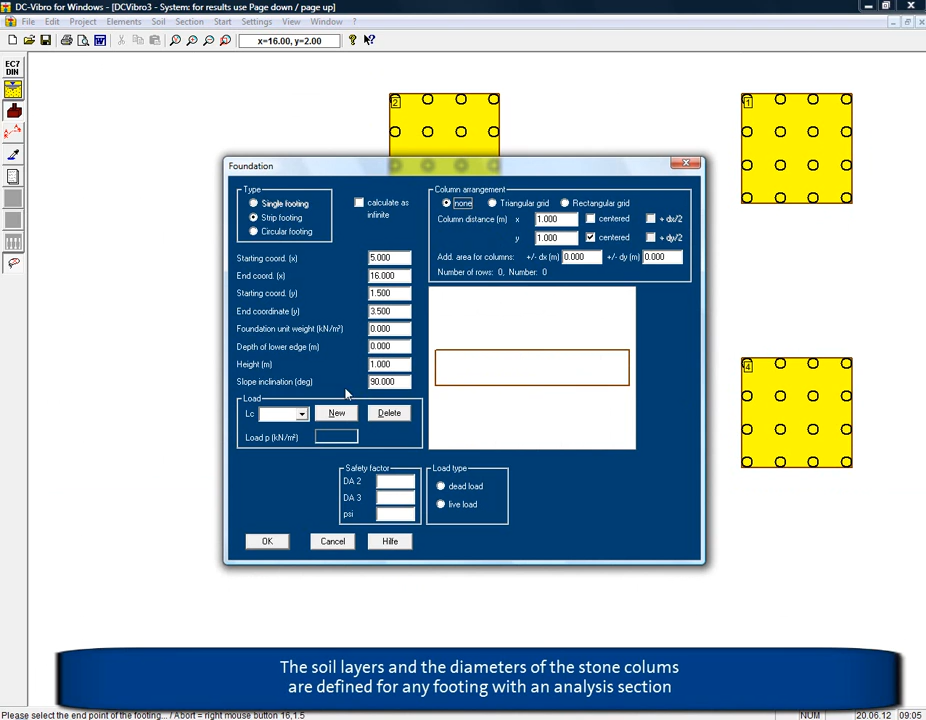 DC-Vibro for Windows - [DCVibro3 - System: for results use Page down / page up]
File Edit Project Elements Soil Section Start Settings View Window ?
x=16.00, y=2.00
EC7
DIN
2
1
4
Foundation
Type
Single footing
Strip footing
Circular footing
calculate as
infinite
Starting coord. (x) 5.000
End coord. (x) 16.000
Starting coord. (y) 1.500
End coordinate (y) 3.500
Foundation unit weight (kN/m³) 0.000
Depth of lower edge (m) 0.000
Height (m) 1.000
Slope inclination (deg) 90.000
Load
Lc New Delete
Load p (kN/m²)
Column arrangement
none Triangular grid Rectangular grid
Column distance (m) x 1.000 centered + dx/2
y 1.000 centered + dy/2
Add. area for columns: +/- dx (m) 0.000 +/- dy (m) 0.000
Number of rows: 0, Number: 0
Safety factor
DA 2
DA 3
psi
Load type
dead load
live load
OK Cancel Hilfe
The soil layers and the diameters of the stone colums
are defined for any footing with an analysis section
Please select the end point of the footing... / Abort = right mouse button 16,1.5
NUM 20.06.12 09:05